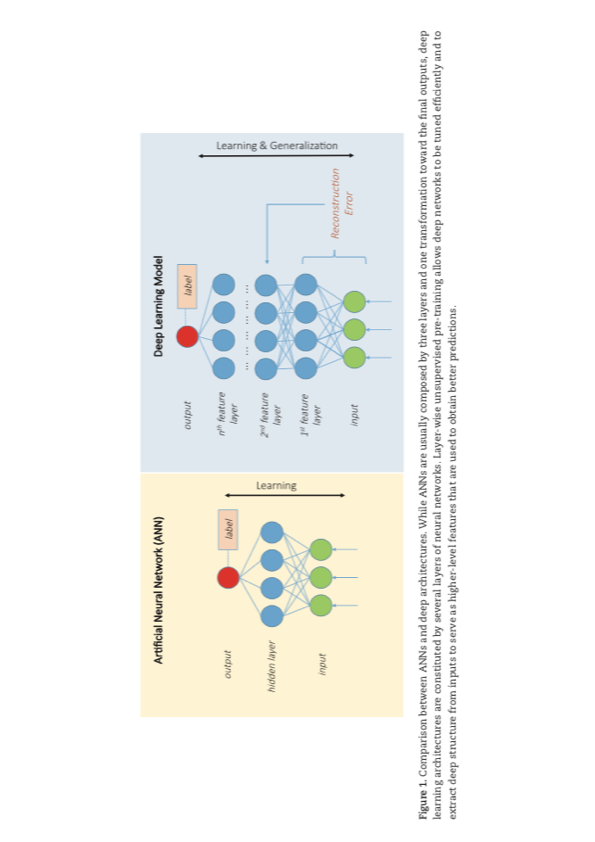 Artificial Neural Network (ANN)
output
label
Learning
hidden layer
input
Deep Learning Model
output
label
Learning & Generalization
nth feature
layer
... ... ...
2nd feature
layer
1st feature
layer
Reconstruction
Error
input
Figure 1. Comparison between ANNs and deep architectures. While ANNs are usually composed by three layers and one transformation toward the final outputs, deep
learning architectures are constituted by several layers of neural networks. Layer-wise unsupervised pre-training allows deep networks to be tuned efficiently and to
extract deep structure from inputs to serve as higher-level features that are used to obtain better predictions.